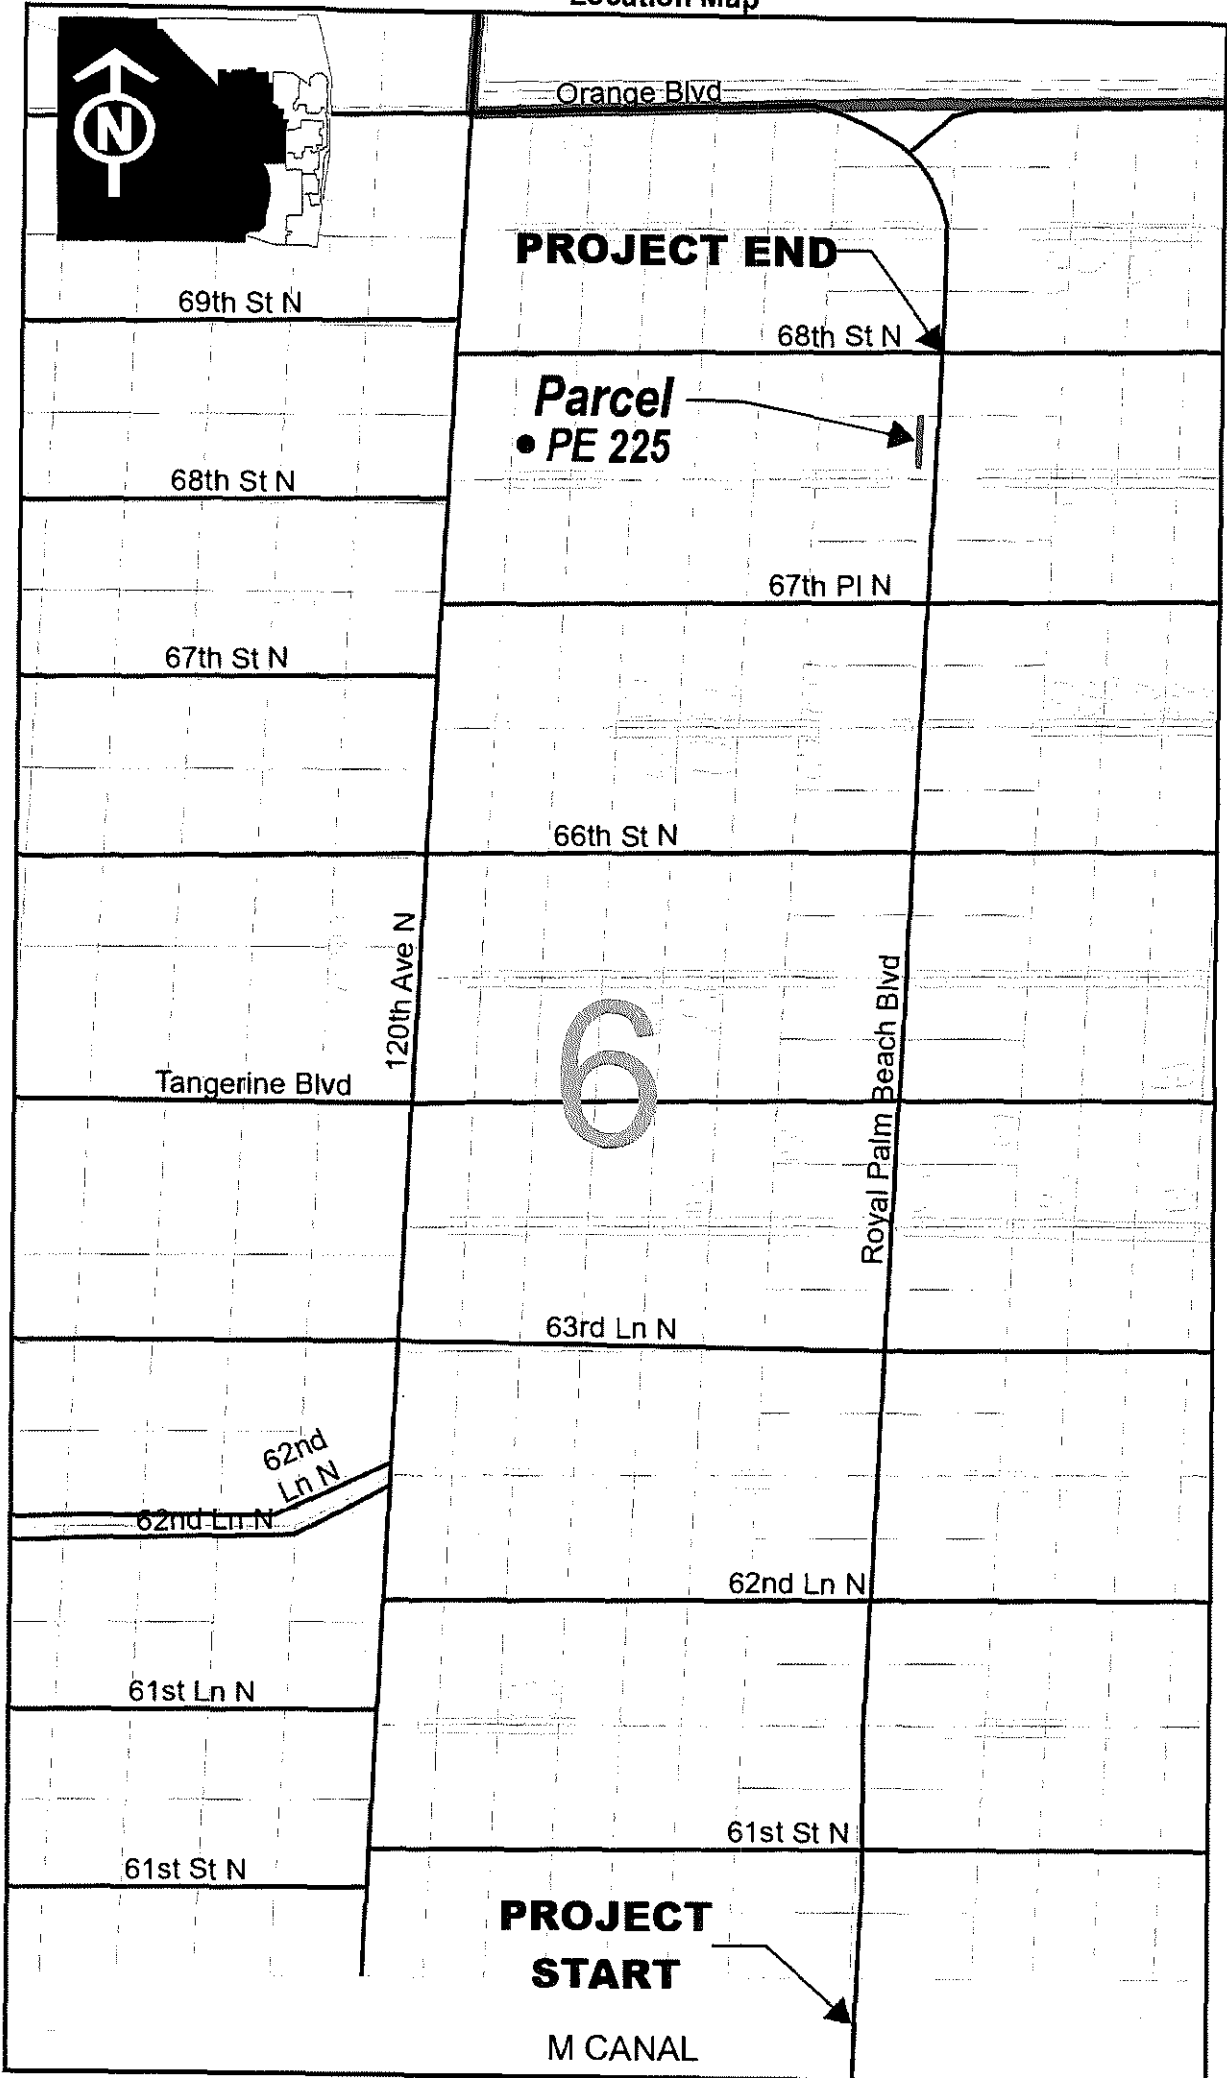 Location Map
N
Orange Blvd
PROJECT END
69th St N
68th St N
Parcel
• PE 225
68th St N
67th Pl N
67th St N
66th St N
120th Ave N
Royal Palm Beach Blvd
6
Tangerine Blvd
63rd Ln N
62nd
Ln N
62nd Ln N
62nd Ln N
61st Ln N
61st St N
61st St N
PROJECT
START
M CANAL